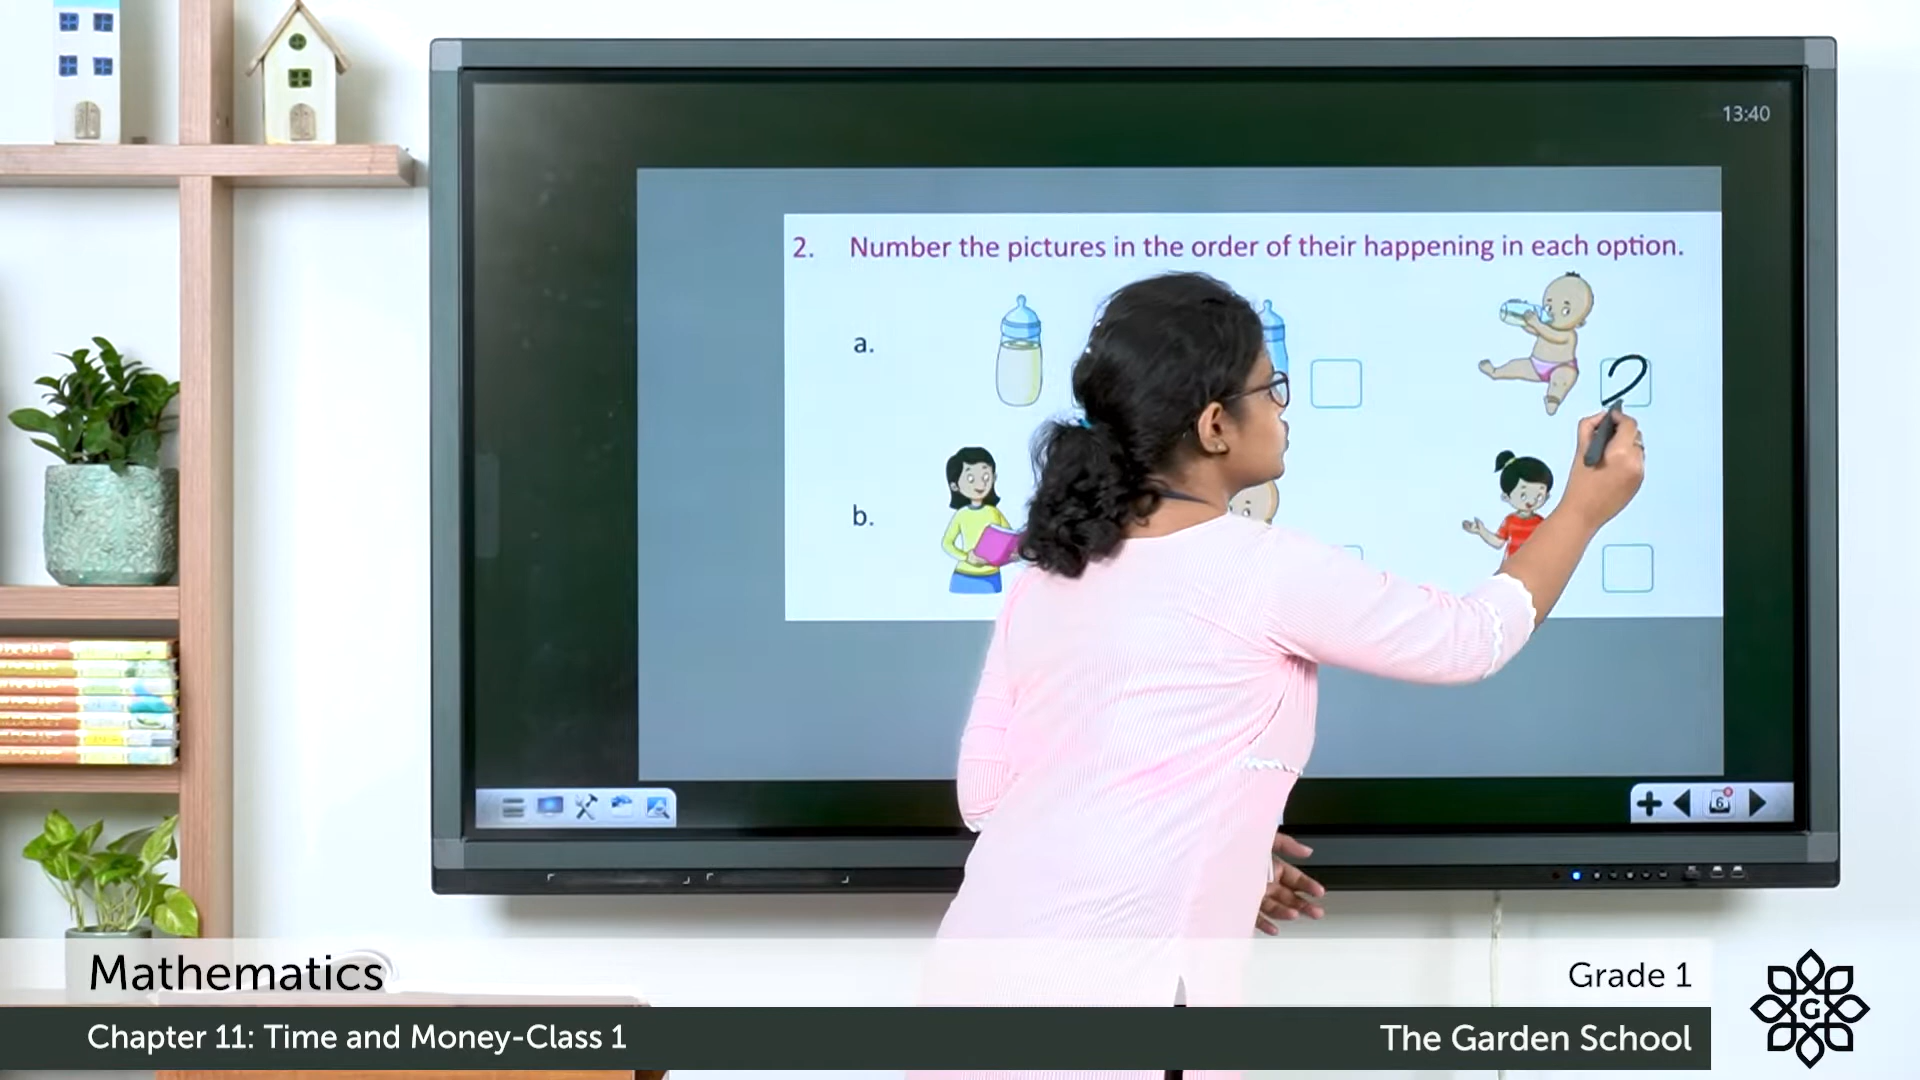 13:40
2. Number the pictures in the order of their happening in each option.
a.
2
b.
6
Mathematics
Grade 1
Chapter 11: Time and Money-Class 1
The Garden School
G